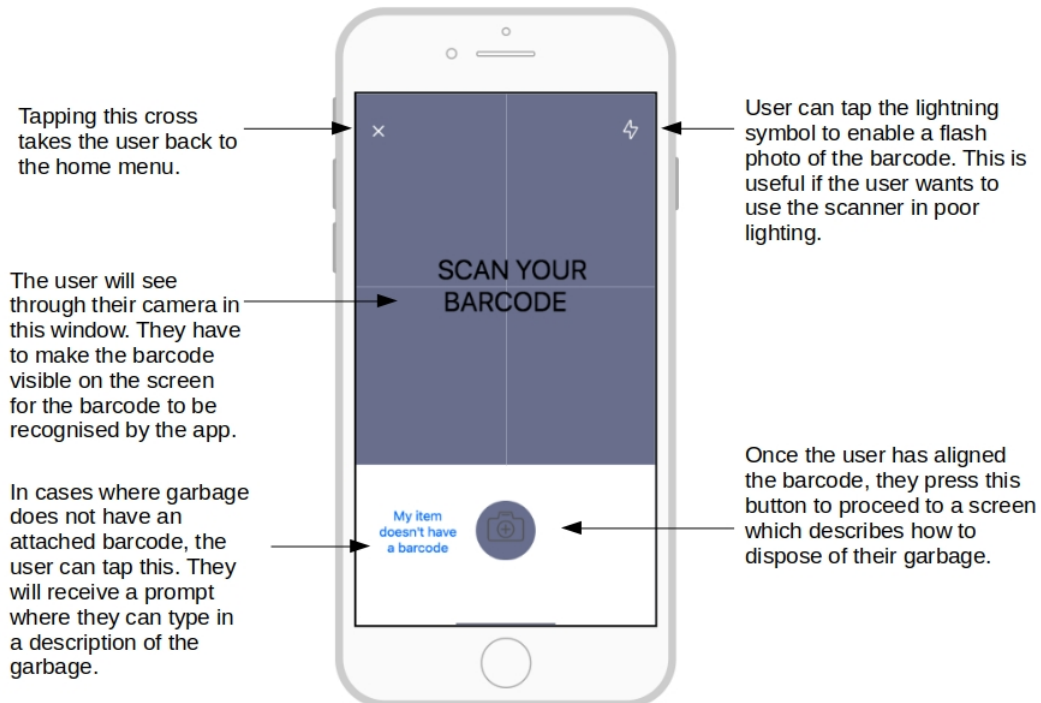 Tapping this cross
takes the user back to
the home menu.
User can tap the lightning
symbol to enable a flash
photo of the barcode. This is
useful if the user wants to
use the scanner in poor
lighting.
SCAN YOUR
BARCODE
The user will see
through their camera in
this window. They have
to make the barcode
visible on the screen
for the barcode to be
recognised by the app.
Once the user has aligned
the barcode, they press this
button to proceed to a screen
which describes how to
dispose of their garbage.
In cases where garbage
does not have an
attached barcode, the
user can tap this. They
will receive a prompt
where they can type in
a description of the
garbage.
My item
doesn't have
a barcode